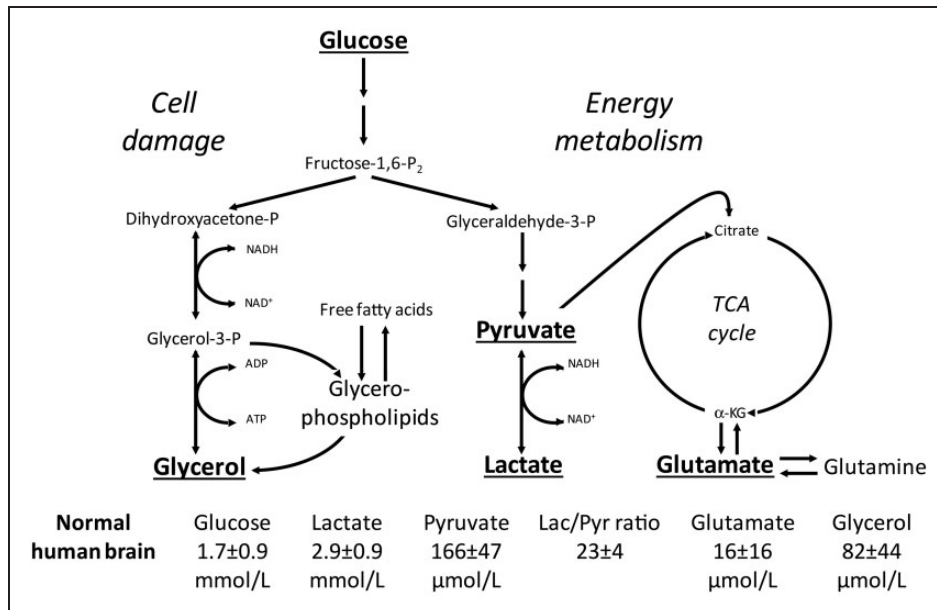 Glucose
Cell
damage
Energy
metabolism
Fructose-1,6-P₂
Dihydroxyacetone-P
Glyceraldehyde-3-P
Citrate
NADH
NAD⁺
TCA
cycle
Free fatty acids
Pyruvate
Glycerol-3-P
ADP
ATP
Glycero-
phospholipids
NADH
NAD⁺
α-KG
Glycerol
Lactate
Glutamate
Glutamine
Normal Glucose Lactate Pyruvate Lac/Pyr ratio Glutamate Glycerol
human brain 1.7±0.9 2.9±0.9 166±47 23±4 16±16 82±44
mmol/L mmol/L μmol/L μmol/L μmol/L